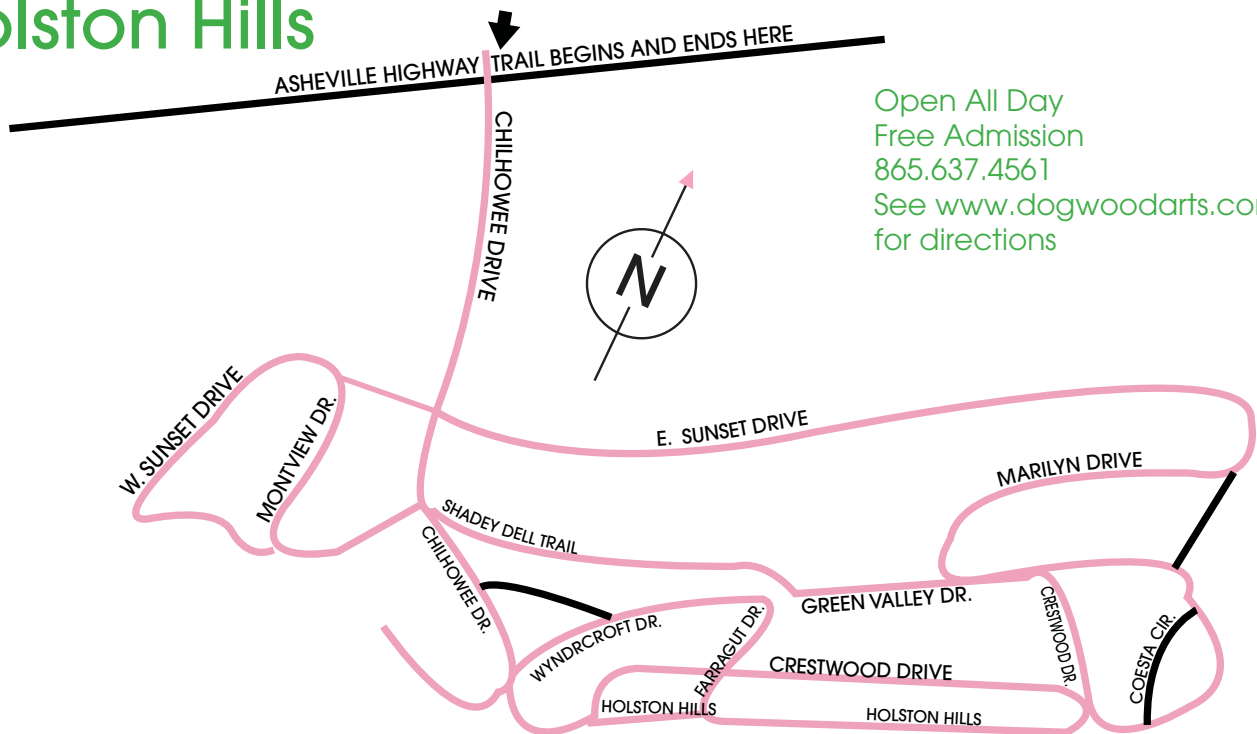 olston Hills
ASHEVILLE HIGHWAY TRAIL BEGINS AND ENDS HERE
Open All Day
Free Admission
865.637.4561
See www.dogwoodarts.co
for directions
CHILHOWEE DRIVE
N
W. SUNSET DRIVE
MONTVIEW DR.
E. SUNSET DRIVE
MARILYN DRIVE
SHADEY DELL TRAIL
CHILHOWEE DR.
GREEN VALLEY DR.
CRESTWOOD DR.
COESTA CIR.
WYNDRCROFT DR.
FARRAGUT DR.
CRESTWOOD DRIVE
HOLSTON HILLS
HOLSTON HILLS